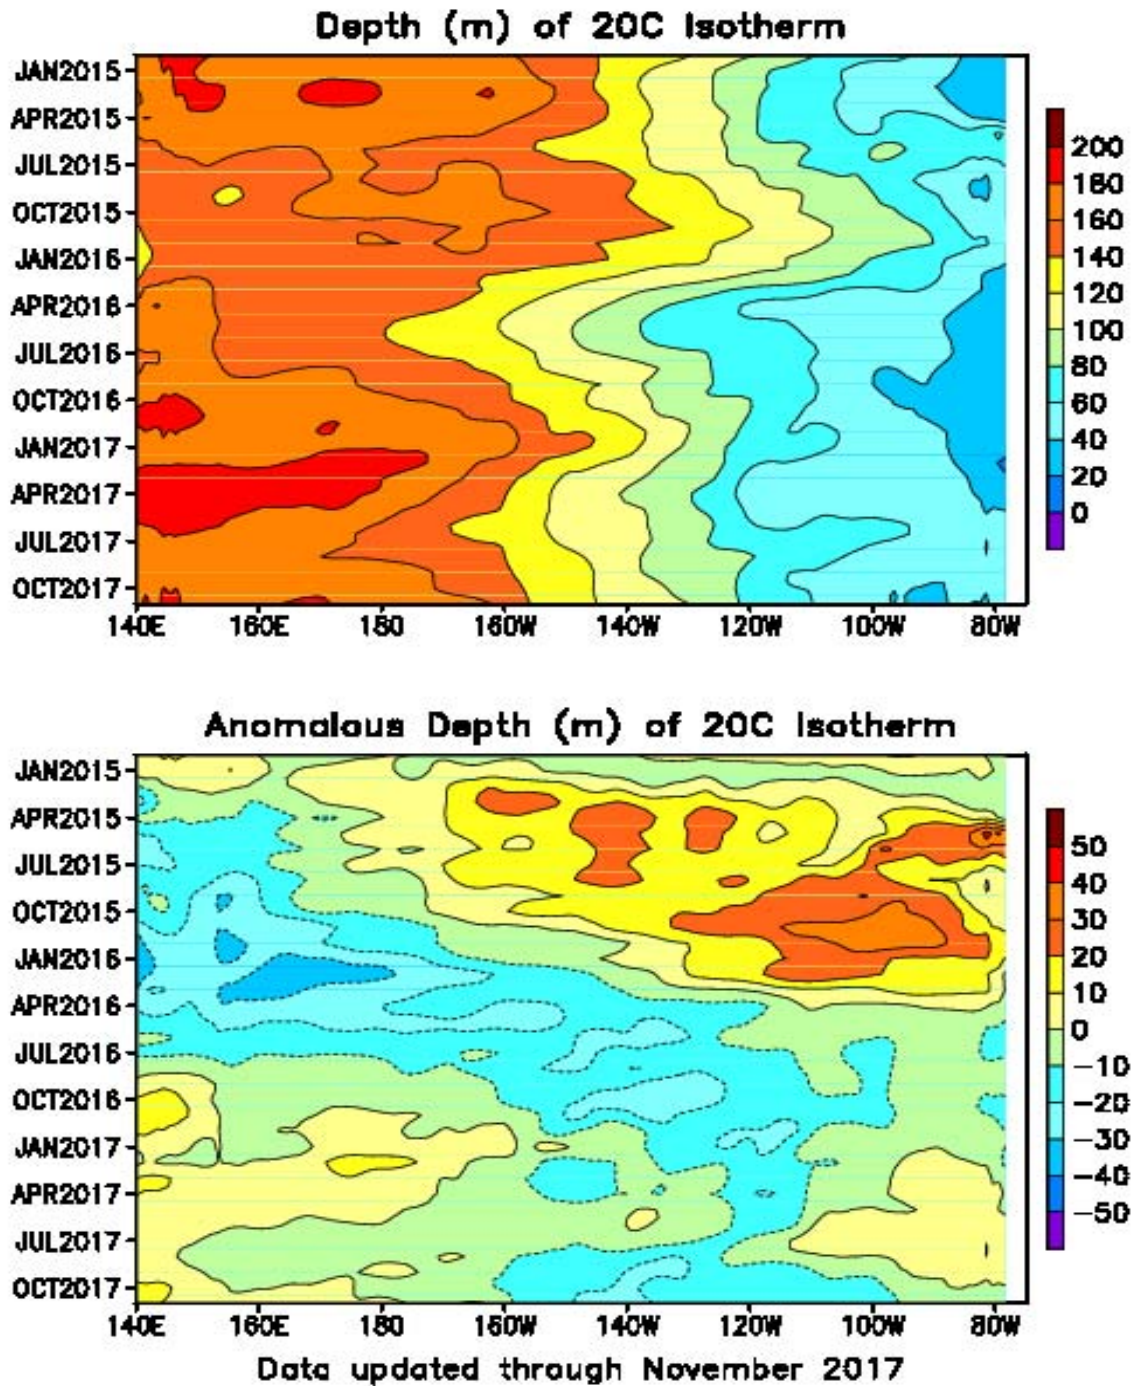 Depth (m) of 20C Isotherm
JAN2015
APR2015
JUL2015
OCT2015
JAN2016
APR2016
JUL2016
OCT2016
JAN2017
APR2017
JUL2017
OCT2017
140E 160E 180 160W 140W 120W 100W 80W
200
180
160
140
120
100
80
60
40
20
0
Anomalous Depth (m) of 20C Isotherm
JAN2015
APR2015
JUL2015
OCT2015
JAN2016
APR2016
JUL2016
OCT2016
JAN2017
APR2017
JUL2017
OCT2017
140E 160E 180 160W 140W 120W 100W 80W
50
40
30
20
10
0
-10
-20
-30
-40
-50
Data updated through November 2017